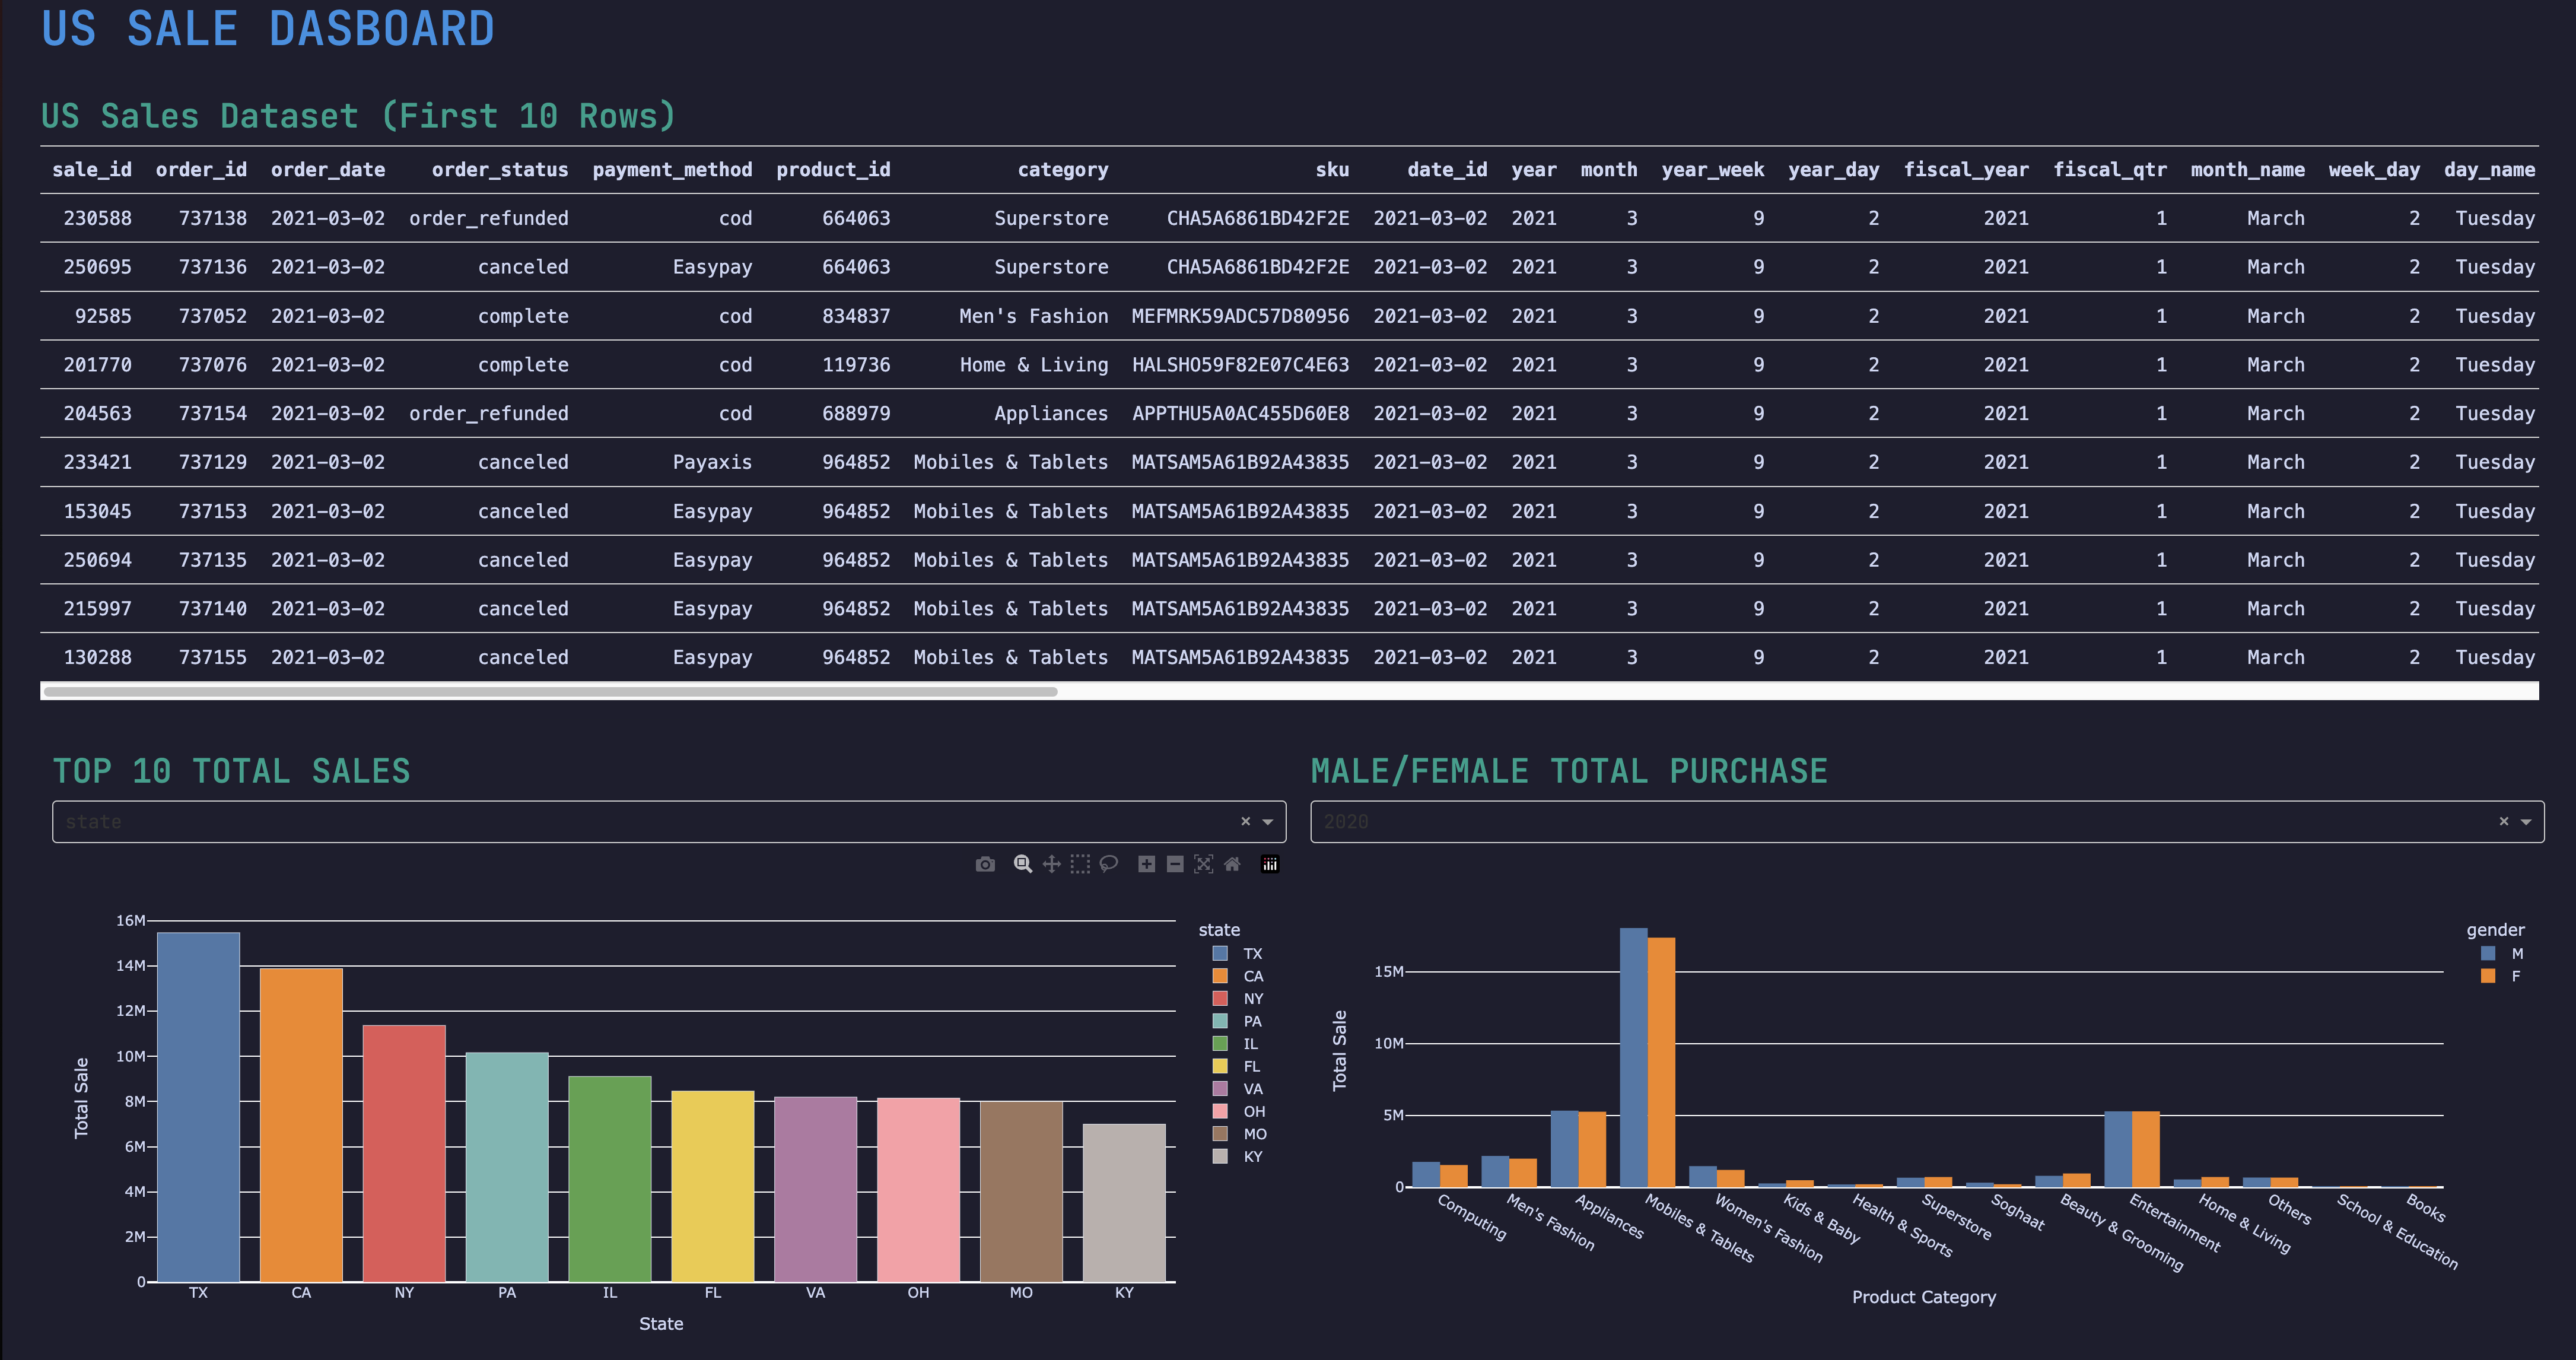 US SALE DASBOARD
US Sales Dataset (First 10 Rows)
sale_id order_id order_date order_status payment_method product_id category sku date_id year month year_week year_day fiscal_year fiscal_qtr month_name week_day day_name
230588 737138 2021-03-02 order_refunded cod 664063 Superstore CHA5A6861BD42F2E 2021-03-02 2021 3 9 2 2021 1 March 2 Tuesday
250695 737136 2021-03-02 canceled Easypay 664063 Superstore CHA5A6861BD42F2E 2021-03-02 2021 3 9 2 2021 1 March 2 Tuesday
92585 737052 2021-03-02 complete cod 834837 Men's Fashion MEFMRK59ADC57D80956 2021-03-02 2021 3 9 2 2021 1 March 2 Tuesday
201770 737076 2021-03-02 complete cod 119736 Home & Living HALSHO59F82E07C4E63 2021-03-02 2021 3 9 2 2021 1 March 2 Tuesday
204563 737154 2021-03-02 order_refunded cod 688979 Appliances APPTHU5A0AC455D60E8 2021-03-02 2021 3 9 2 2021 1 March 2 Tuesday
233421 737129 2021-03-02 canceled Payaxis 964852 Mobiles & Tablets MATSAM5A61B92A43835 2021-03-02 2021 3 9 2 2021 1 March 2 Tuesday
153045 737153 2021-03-02 canceled Easypay 964852 Mobiles & Tablets MATSAM5A61B92A43835 2021-03-02 2021 3 9 2 2021 1 March 2 Tuesday
250694 737135 2021-03-02 canceled Easypay 964852 Mobiles & Tablets MATSAM5A61B92A43835 2021-03-02 2021 3 9 2 2021 1 March 2 Tuesday
215997 737140 2021-03-02 canceled Easypay 964852 Mobiles & Tablets MATSAM5A61B92A43835 2021-03-02 2021 3 9 2 2021 1 March 2 Tuesday
130288 737155 2021-03-02 canceled Easypay 964852 Mobiles & Tablets MATSAM5A61B92A43835 2021-03-02 2021 3 9 2 2021 1 March 2 Tuesday
TOP 10 TOTAL SALES
state
16M
14M
12M
10M
8M
6M
4M
2M
0
Total Sale
TX CA NY PA IL FL VA OH MO KY
State
state
TX
CA
NY
PA
IL
FL
VA
OH
MO
KY
MALE/FEMALE TOTAL PURCHASE
2020
15M
10M
5M
0
Total Sale
Computing
Men's Fashion
Appliances
Mobiles & Tablets
Women's Fashion
Kids & Baby
Health & Sports
Superstore
Soghaat
Beauty & Grooming
Entertainment
Home & Living
Others
School & Education
Books
Product Category
gender
M
F